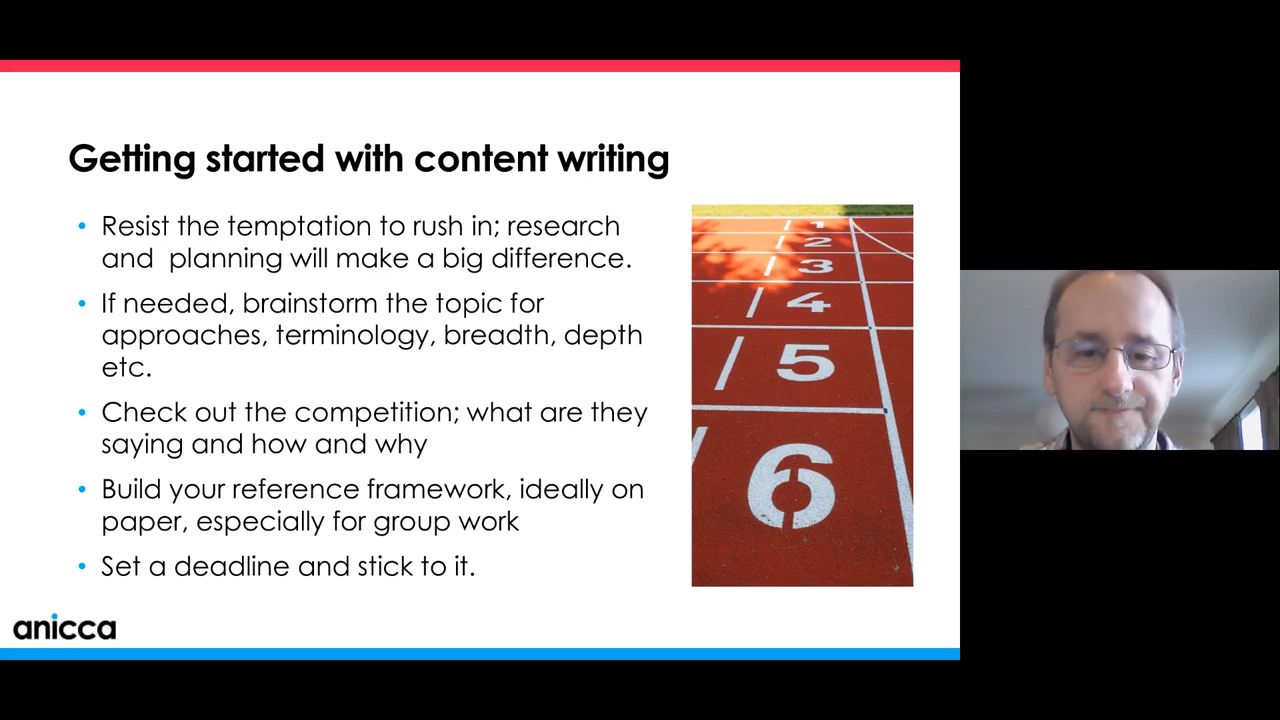 Getting started with content writing
• Resist the temptation to rush in; research
and  planning will make a big difference.
• If needed, brainstorm the topic for
approaches, terminology, breadth, depth
etc.
• Check out the competition; what are they
saying and how and why
• Build your reference framework, ideally on
paper, especially for group work
• Set a deadline and stick to it.
1
2
3
4
5
6
anicca